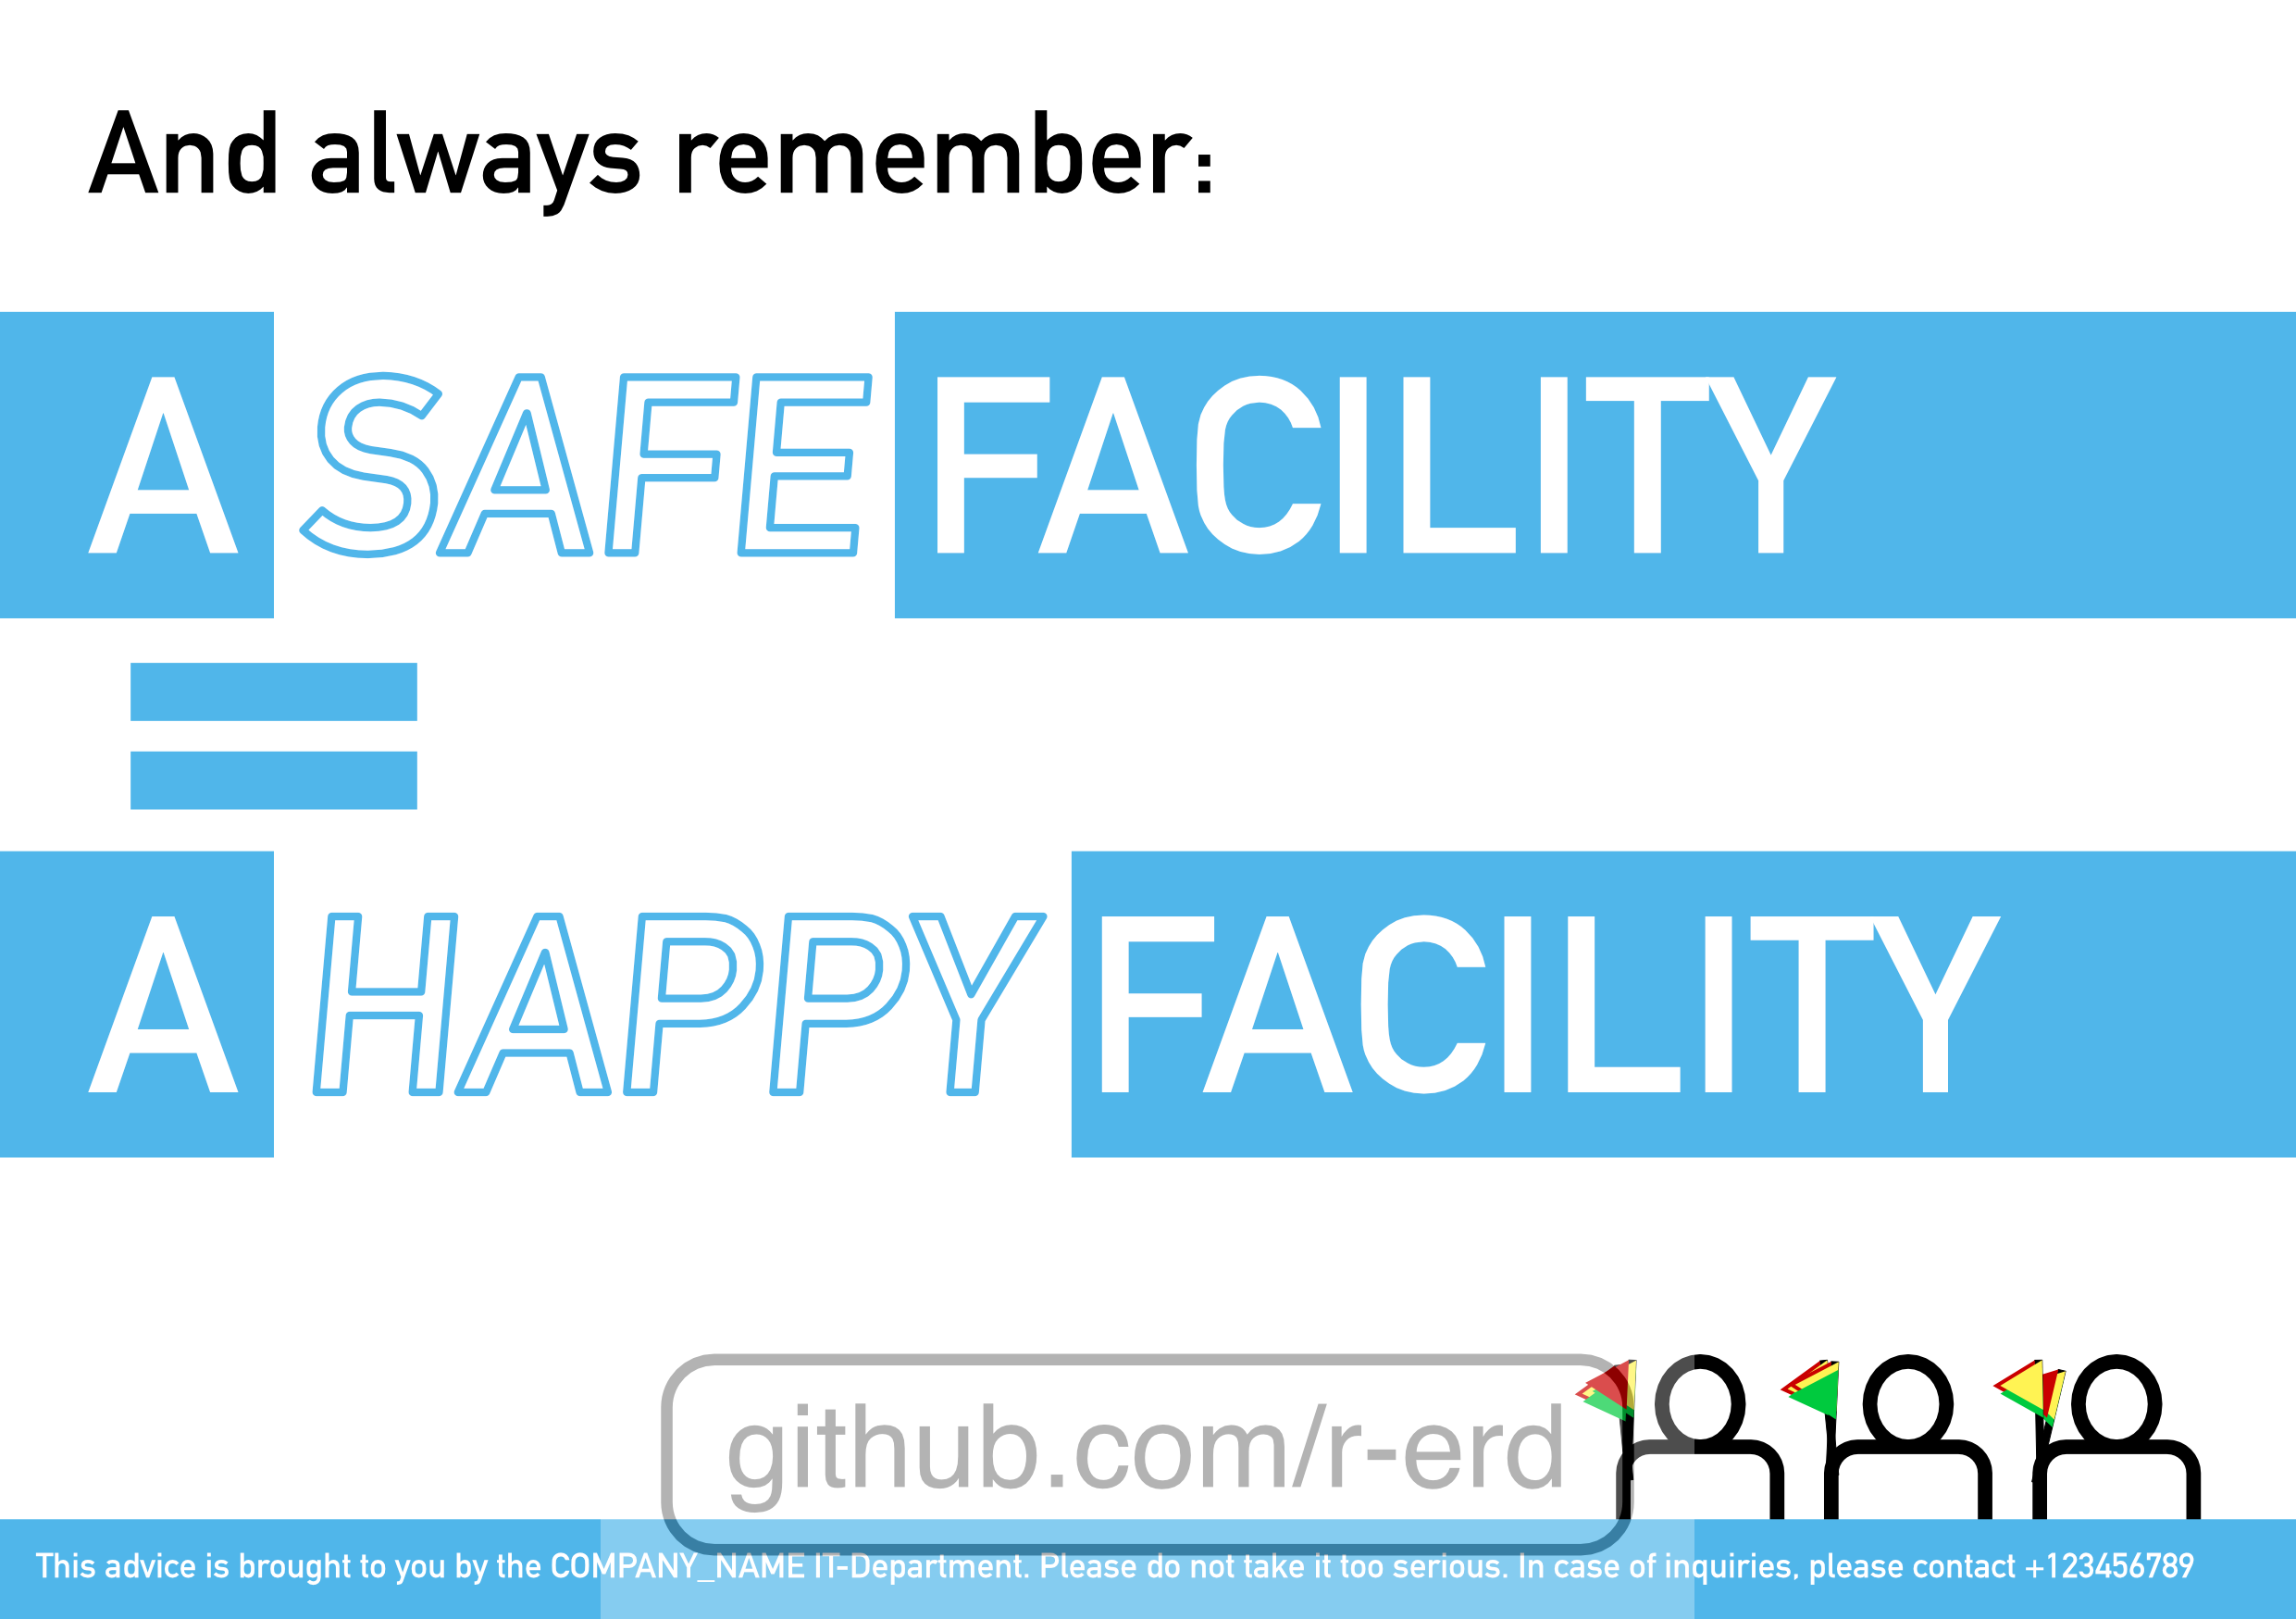 And always remember:
A SAFE FACILITY
=
A HAPPY FACILITY
github.com/r-erd
This advice is brought to you by the COMPANY_NAME IT-Department. Please do not take it too serious. In case of inquiries, please contact +123456789